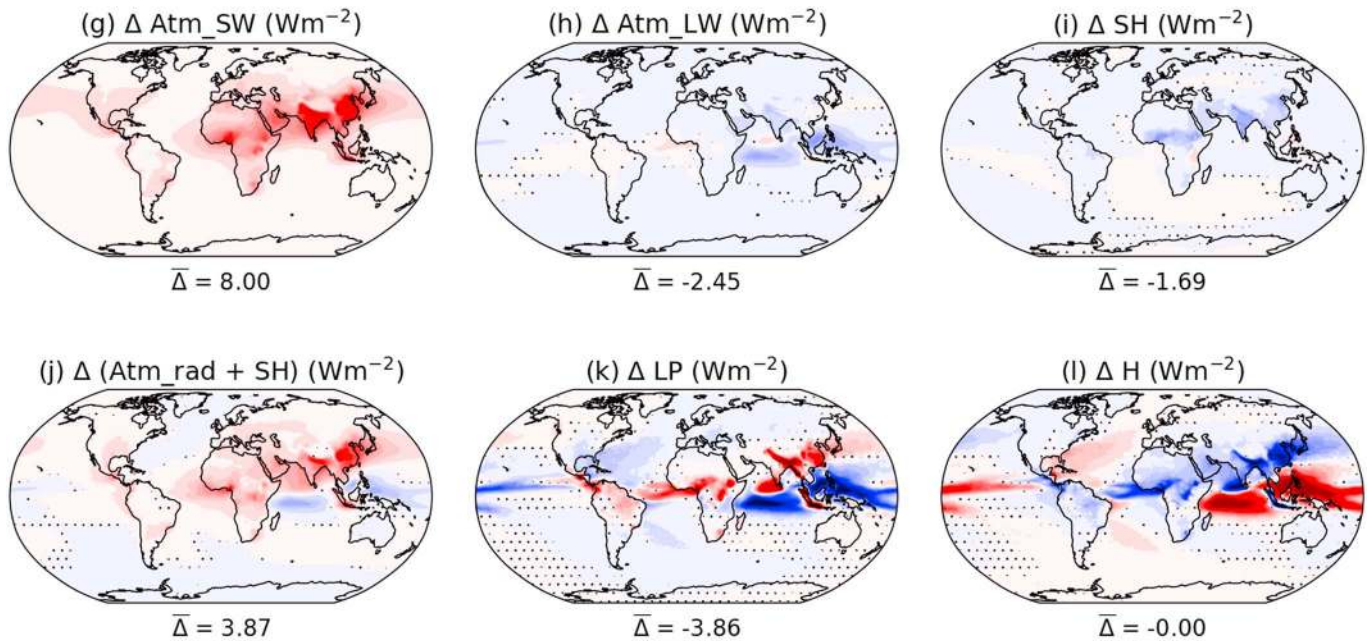 (g) Δ Atm_SW (Wm⁻²)
(h) Δ Atm_LW (Wm⁻²)
(i) Δ SH (Wm⁻²)
Δ̅ = 8.00
Δ̅ = -2.45
Δ̅ = -1.69
(j) Δ (Atm_rad + SH) (Wm⁻²)
(k) Δ LP (Wm⁻²)
(l) Δ H (Wm⁻²)
Δ̅ = 3.87
Δ̅ = -3.86
Δ̅ = -0.00